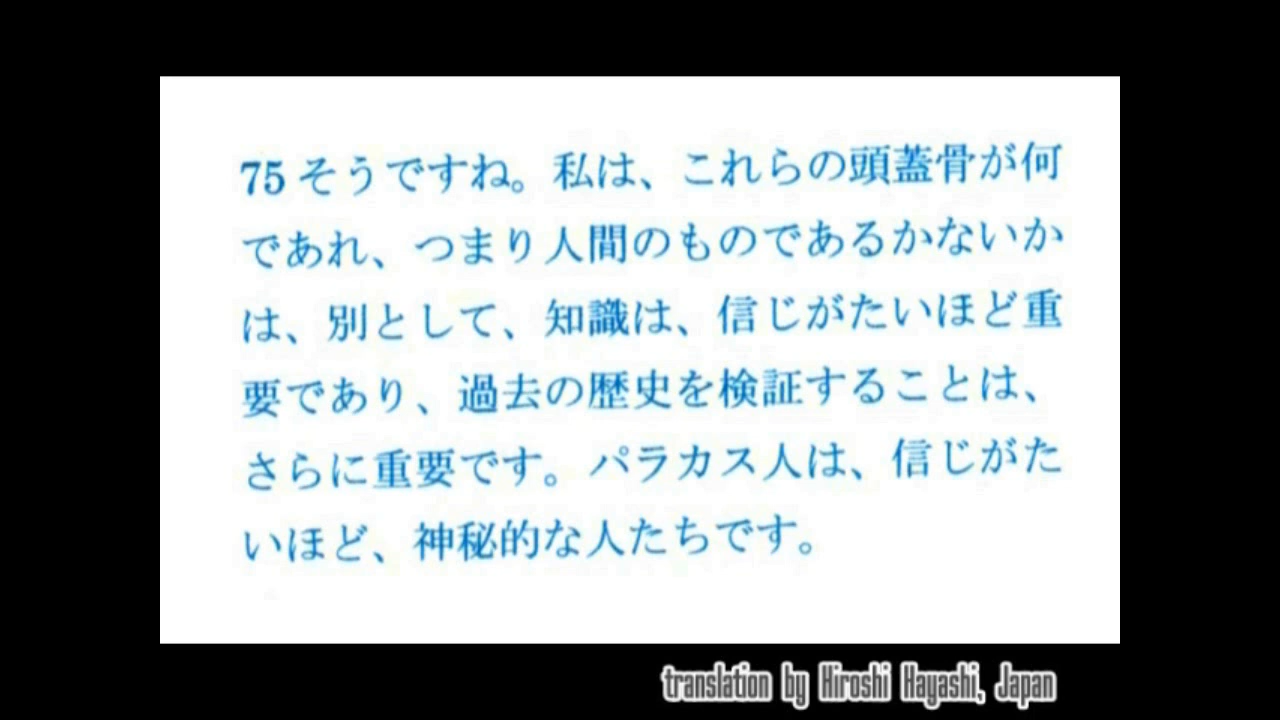 75 そうですね。私は、これらの頭蓋骨が何
であれ、つまり人間のものであるかないか
は、別として、知識は、信じがたいほど重
要であり、過去の歴史を検証することは、
さらに重要です。パラカス人は、信じがた
いほど、神秘的な人たちです。
translation by Hiroshi Hayashi, Japan